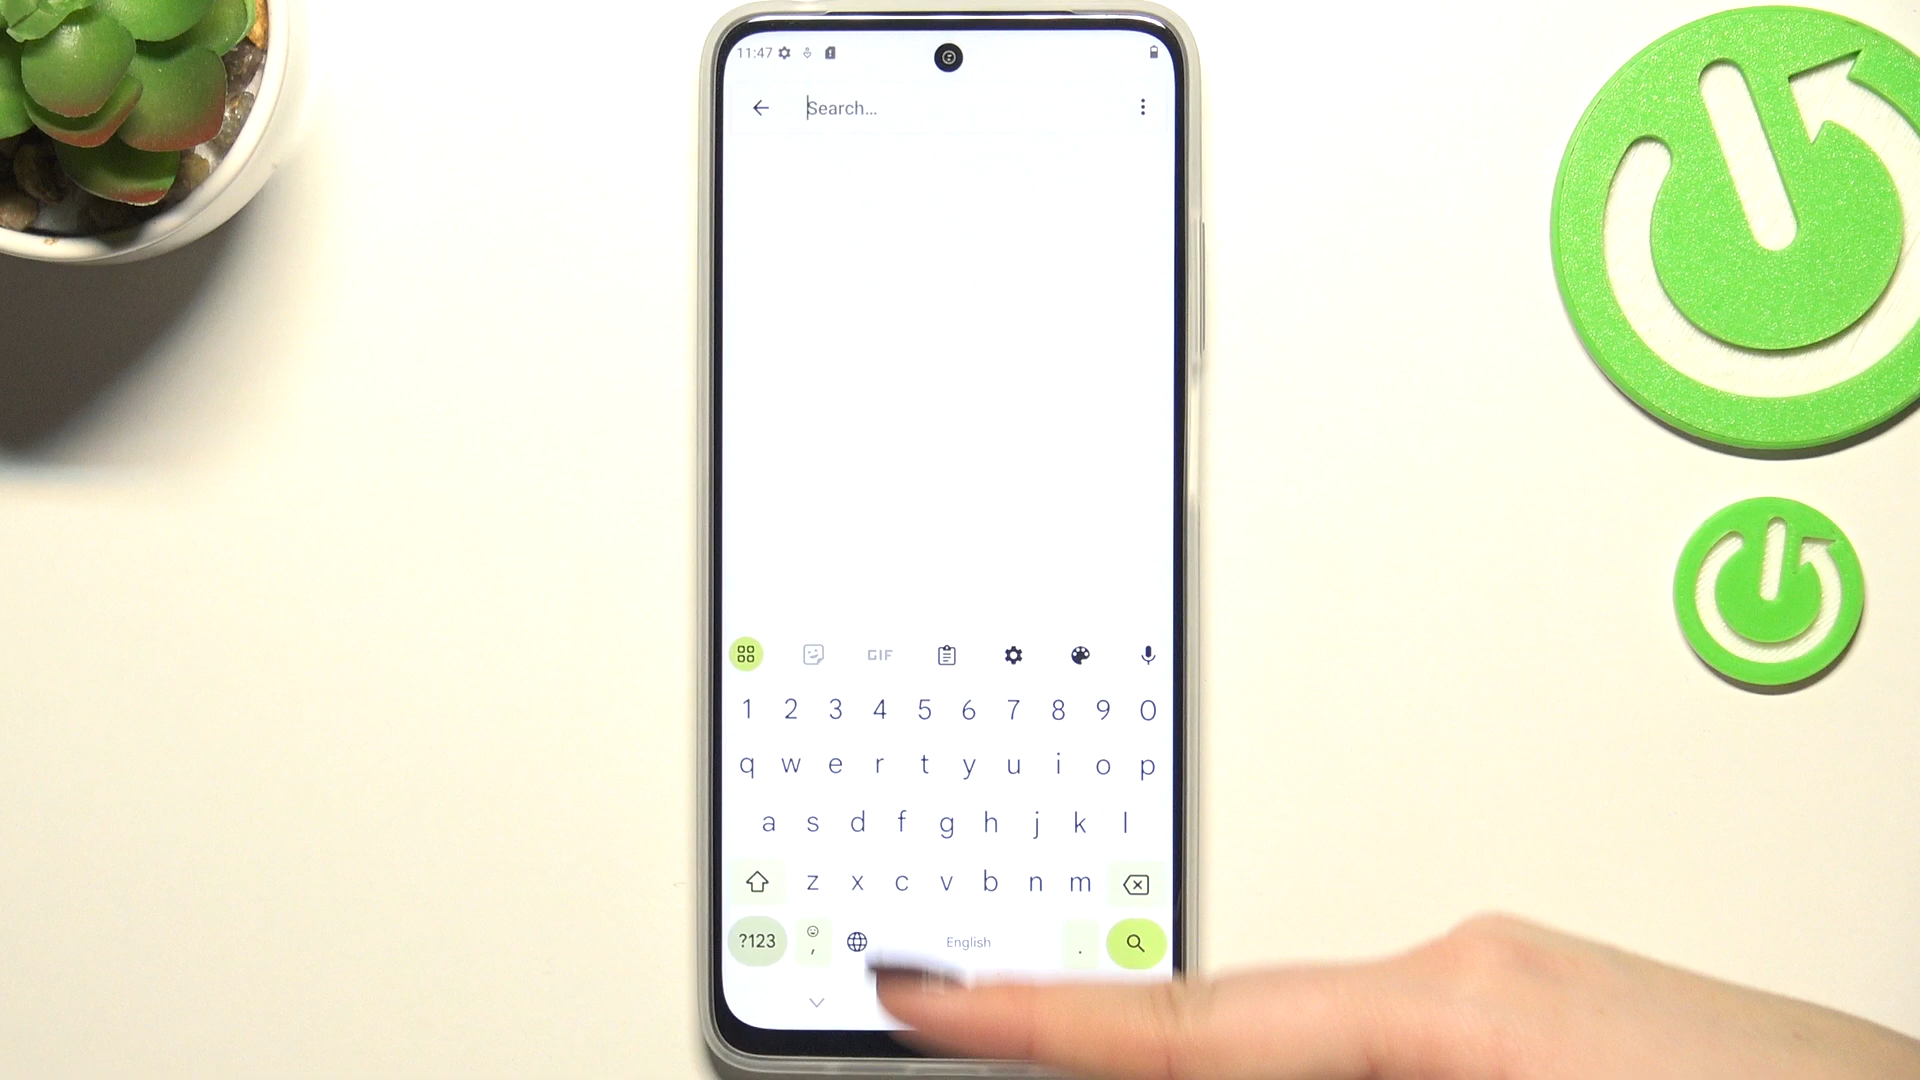 11:47
Search...
GIF
1 2 3 4 5 6 7 8 9 0
q w e r t y u i o p
a s d f g h j k l
z x c v b n m
?123 , English .